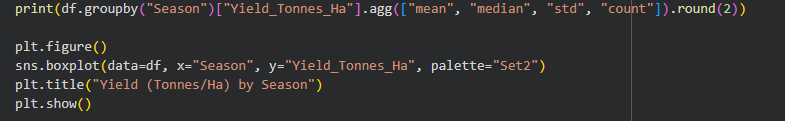 print(df.groupby("Season")["Yield_Tonnes_Ha"].agg(["mean", "median", "std", "count"]).round(2))
plt.figure()
sns.boxplot(data=df, x="Season", y="Yield_Tonnes_Ha", palette="Set2")
plt.title("Yield (Tonnes/Ha) by Season")
plt.show()